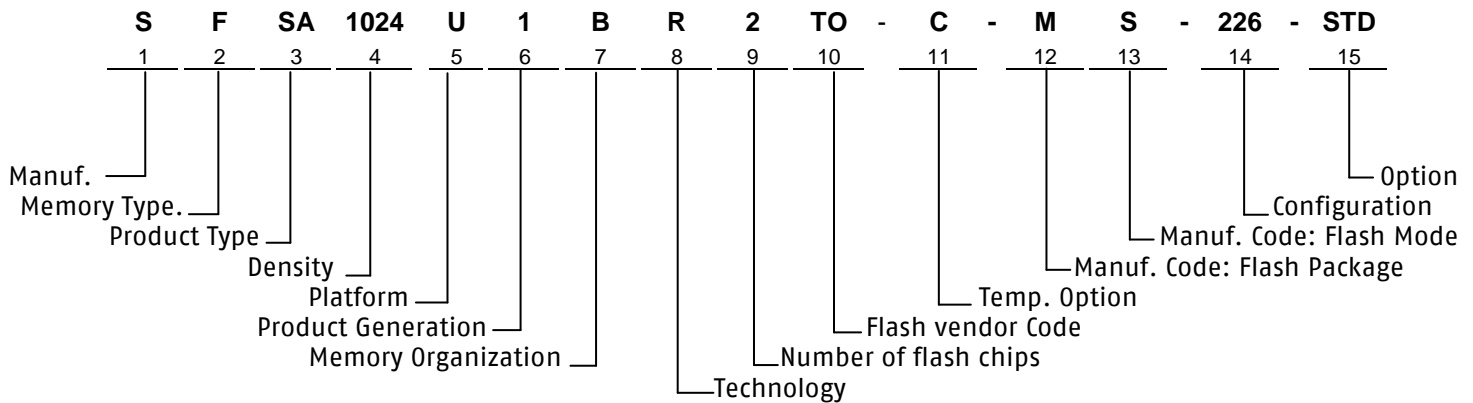 S F SA 1024 U 1 B R 2 TO - C - M S - 226 - STD
1 2 3 4 5 6 7 8 9 10 11 12 13 14 15
Manuf. Option
Memory Type. Configuration
Product Type Manuf. Code: Flash Mode
Density Manuf. Code: Flash Package
Platform Temp. Option
Product Generation Flash vendor Code
Memory Organization Number of flash chips
Technology